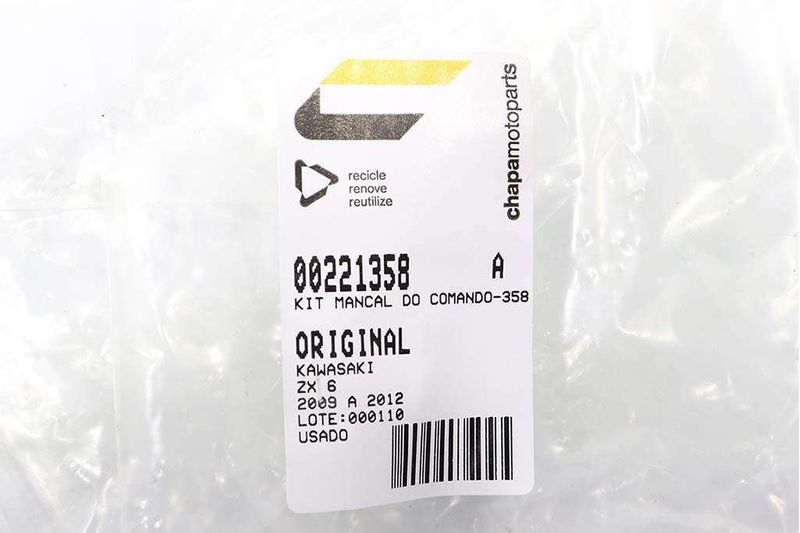 chapamotoparts
recicle
renove
reutilize
00221358 A
KIT MANCAL DO COMANDO-358
ORIGINAL
KAWASAKI
ZX 6
2009 A 2012
LOTE:000110
USADO